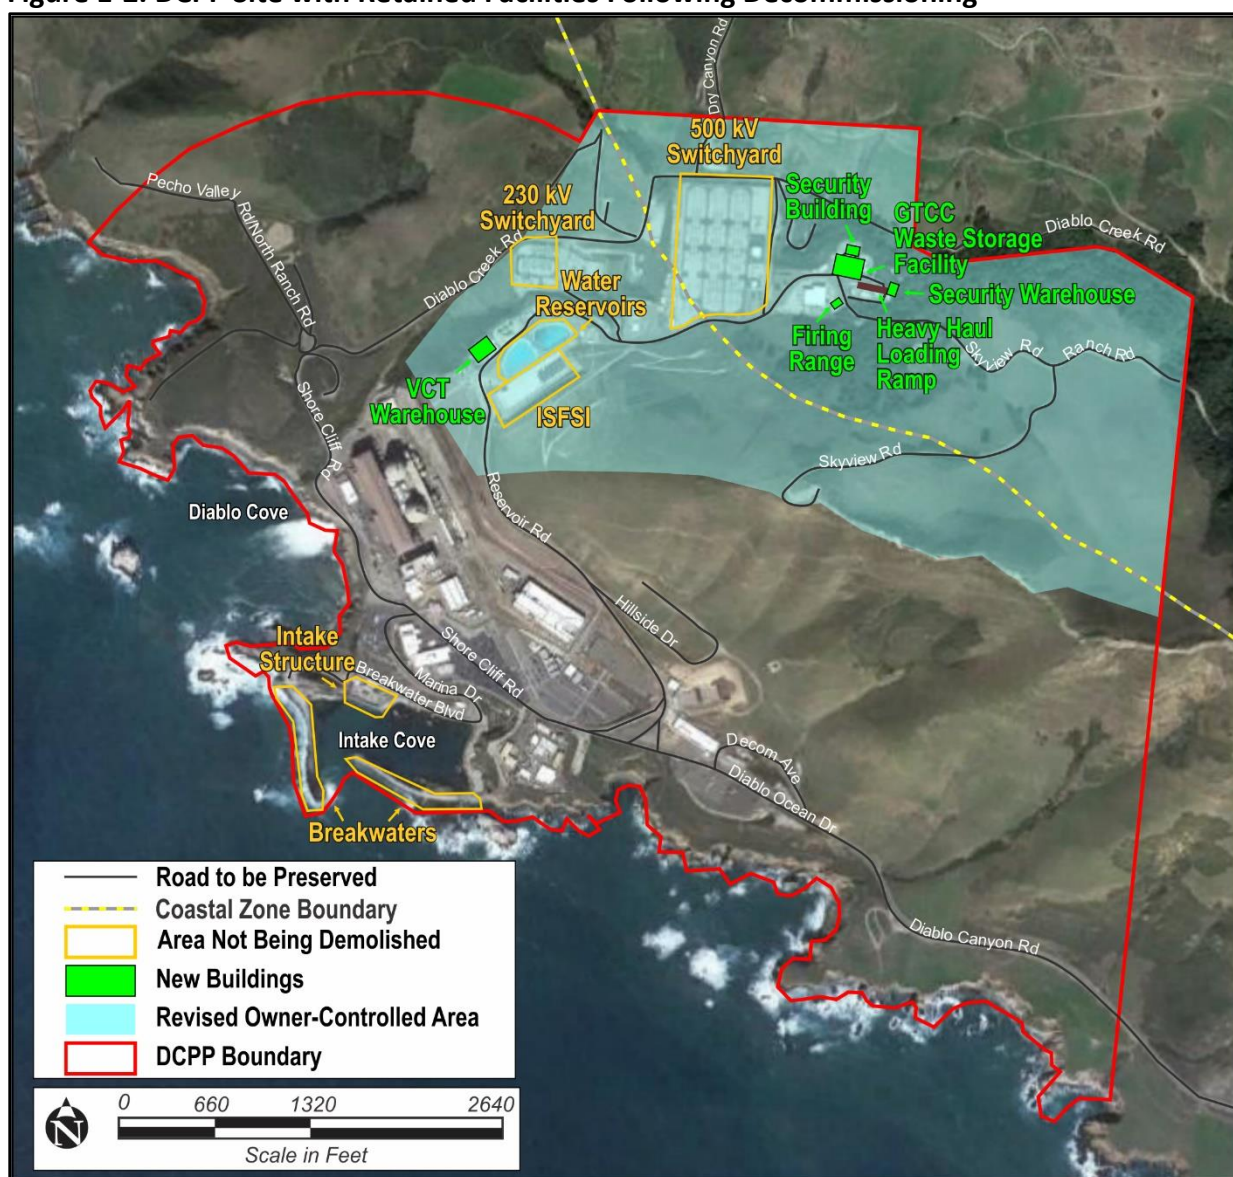 Figure 1-2. DCPP Site with Retained Facilities Following Decommissioning
Dry Canyon Rd
500 kV
Switchyard
Pecho Valley Rd/North Ranch Rd
230 kV
Switchyard
Security
Building
GTCC
Waste Storage
Facility
Diablo Creek Rd
Diablo Creek Rd
Water
Reservoirs
Security Warehouse
Firing
Range
Heavy Haul
Loading
Ramp
Skyview Rd
Ranch Rd
VCT
Warehouse
ISFSI
Shore Cliff Rd
Skyview Rd
Reservoir Rd
Diablo Cove
Hillside Dr
Intake
Structure
Breakwater Blvd
Marina Dr
Shore Cliff Rd
Intake Cove
Decom Ave
Diablo Ocean Dr
Breakwaters
Diablo Canyon Rd
Road to be Preserved
Coastal Zone Boundary
Area Not Being Demolished
New Buildings
Revised Owner-Controlled Area
DCPP Boundary
N
0 660 1320 2640
Scale in Feet